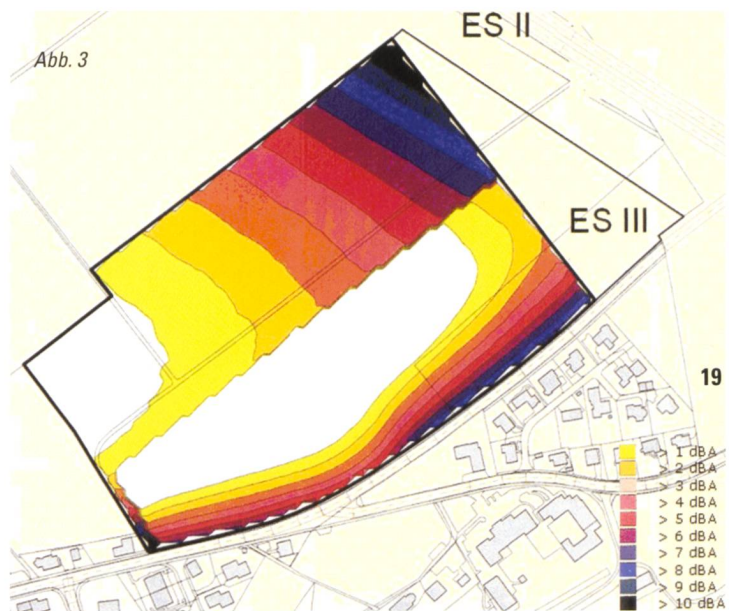 ES II
Abb. 3
ES III
19
> 1 dBA
> 2 dBA
> 3 dBA
> 4 dBA
> 5 dBA
> 6 dBA
> 7 dBA
> 8 dBA
> 9 dBA
> 10 dBA